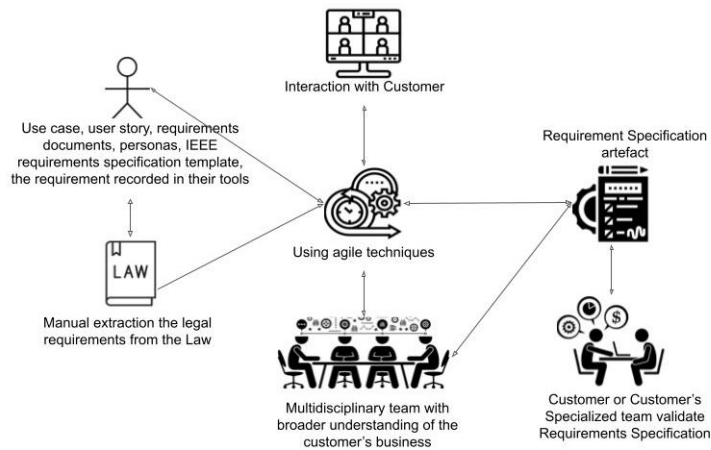 Interaction with Customer
Use case, user story, requirements
documents, personas, IEEE
requirements specification template,
the requirement recorded in their tools
Requirement Specification
artefact
Using agile techniques
LAW
Manual extraction the legal
requirements from the Law
$
Multidisciplinary team with
broader understanding of the
customer's business
Customer or Customer's
Specialized team validate
Requirements Specification